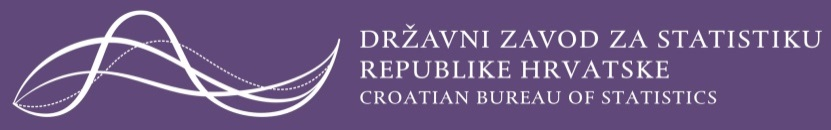 DRŽAVNI ZAVOD ZA STATISTIKU
REPUBLIKE HRVATSKE
CROATIAN BUREAU OF STATISTICS